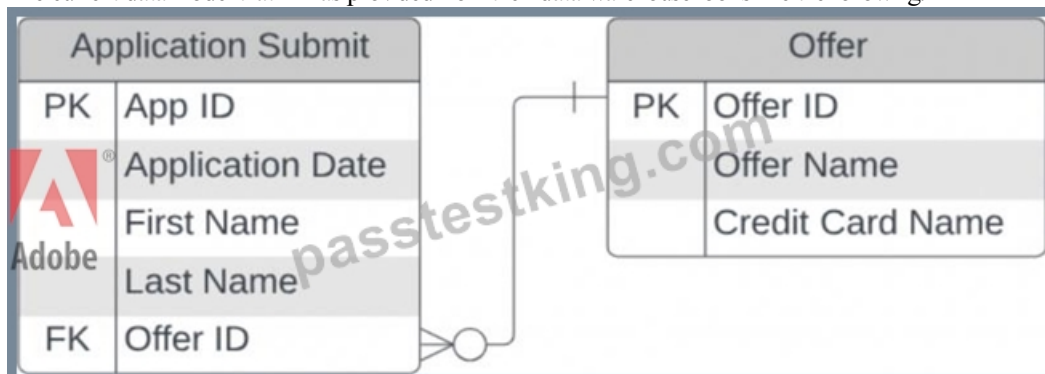 Application Submit
PK App ID
Application Date
First Name
Last Name
FK Offer ID
Offer
PK Offer ID
Offer Name
Credit Card Name
Adobe
®
passtestking.com